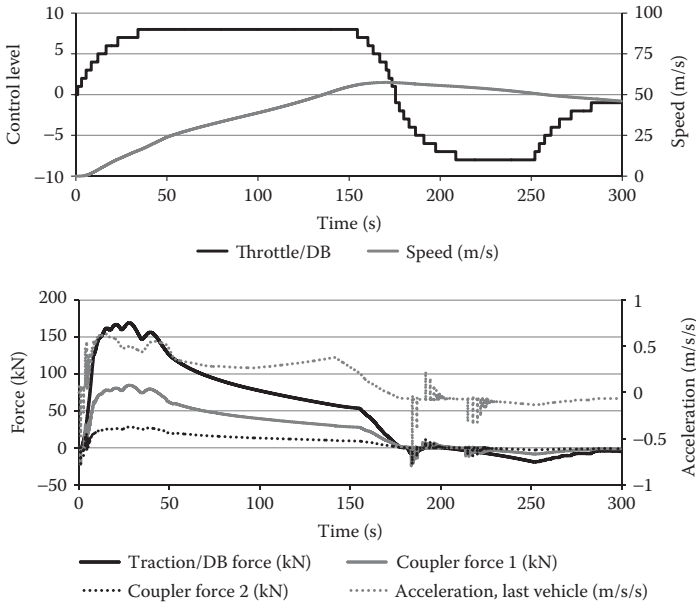 10
5
0
−5
−10
Control level
100
75
50
25
0
Speed (m/s)
0 50 100 150 200 250 300
Time (s)
Throttle/DB Speed (m/s)
200
150
100
50
0
−50
Force (kN)
1
0.5
0
−0.5
−1
Acceleration (m/s/s)
0 50 100 150 200 250 300
Time (s)
Traction/DB force (kN) Coupler force 1 (kN)
Coupler force 2 (kN) Acceleration, last vehicle (m/s/s)